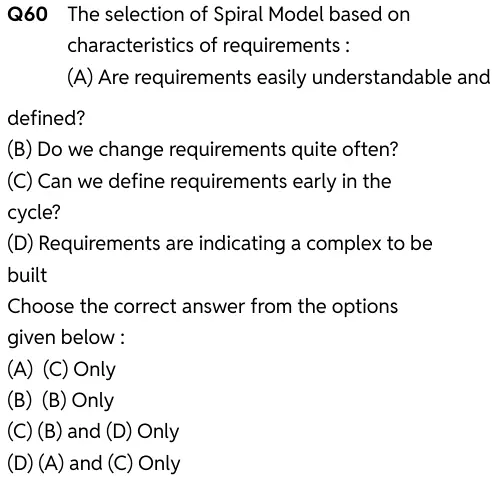 Q60 The selection of Spiral Model based on
characteristics of requirements :
(A) Are requirements easily understandable and
defined?
(B) Do we change requirements quite often?
(C) Can we define requirements early in the
cycle?
(D) Requirements are indicating a complex to be
built
Choose the correct answer from the options
given below :
(A) (C) Only
(B) (B) Only
(C) (B) and (D) Only
(D) (A) and (C) Only